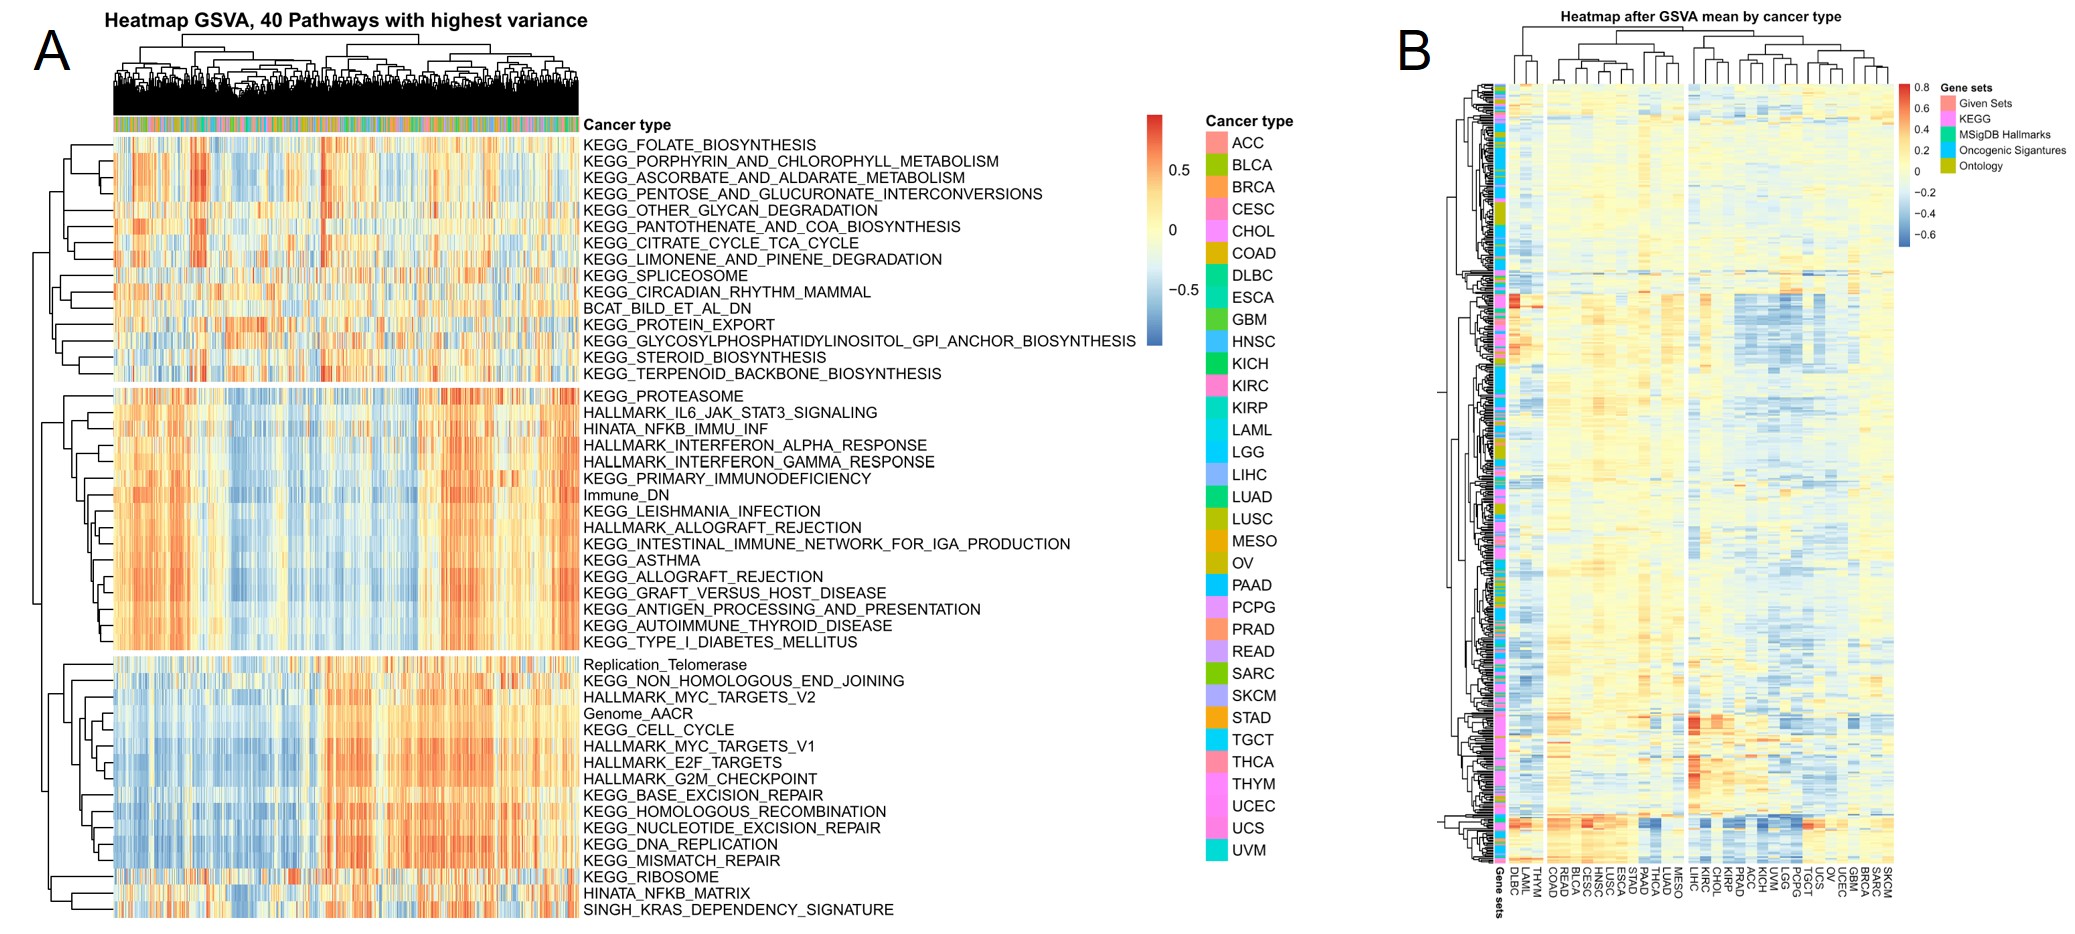 A
Heatmap GSVA, 40 Pathways with highest variance
Cancer type
KEGG_FOLATE_BIOSYNTHESIS
KEGG_PORPHYRIN_AND_CHLOROPHYLL_METABOLISM
KEGG_ASCORBATE_AND_ALDARATE_METABOLISM
KEGG_PENTOSE_AND_GLUCURONATE_INTERCONVERSIONS
KEGG_OTHER_GLYCAN_DEGRADATION
KEGG_PANTOTHENATE_AND_COA_BIOSYNTHESIS
KEGG_CITRATE_CYCLE_TCA_CYCLE
KEGG_LIMONENE_AND_PINENE_DEGRADATION
KEGG_SPLICEOSOME
KEGG_CIRCADIAN_RHYTHM_MAMMAL
BCAT_BILD_ET_AL_DN
KEGG_PROTEIN_EXPORT
KEGG_GLYCOSYLPHOSPHATIDYLINOSITOL_GPI_ANCHOR_BIOSYNTHESIS
KEGG_STEROID_BIOSYNTHESIS
KEGG_TERPENOID_BACKBONE_BIOSYNTHESIS
KEGG_PROTEASOME
HALLMARK_IL6_JAK_STAT3_SIGNALING
HINATA_NFKB_IMMU_INF
HALLMARK_INTERFERON_ALPHA_RESPONSE
HALLMARK_INTERFERON_GAMMA_RESPONSE
KEGG_PRIMARY_IMMUNODEFICIENCY
Immune_DN
KEGG_LEISHMANIA_INFECTION
HALLMARK_ALLOGRAFT_REJECTION
KEGG_INTESTINAL_IMMUNE_NETWORK_FOR_IGA_PRODUCTION
KEGG_ASTHMA
KEGG_ALLOGRAFT_REJECTION
KEGG_GRAFT_VERSUS_HOST_DISEASE
KEGG_ANTIGEN_PROCESSING_AND_PRESENTATION
KEGG_AUTOIMMUNE_THYROID_DISEASE
KEGG_TYPE_I_DIABETES_MELLITUS
Replication_Telomerase
KEGG_NON_HOMOLOGOUS_END_JOINING
HALLMARK_MYC_TARGETS_V2
Genome_AACR
KEGG_CELL_CYCLE
HALLMARK_MYC_TARGETS_V1
HALLMARK_E2F_TARGETS
HALLMARK_G2M_CHECKPOINT
KEGG_BASE_EXCISION_REPAIR
KEGG_HOMOLOGOUS_RECOMBINATION
KEGG_NUCLEOTIDE_EXCISION_REPAIR
KEGG_DNA_REPLICATION
KEGG_MISMATCH_REPAIR
KEGG_RIBOSOME
HINATA_NFKB_MATRIX
SINGH_KRAS_DEPENDENCY_SIGNATURE
0.5
0
−0.5
Cancer type
ACC
BLCA
BRCA
CESC
CHOL
COAD
DLBC
ESCA
GBM
HNSC
KICH
KIRC
KIRP
LAML
LGG
LIHC
LUAD
LUSC
MESO
OV
PAAD
PCPG
PRAD
READ
SARC
SKCM
STAD
TGCT
THCA
THYM
UCEC
UCS
UVM
B
Heatmap after GSVA mean by cancer type
0.8
0.6
0.4
0.2
0
−0.2
−0.4
−0.6
Gene sets
Given Sets
KEGG
MSigDB Hallmarks
Oncogenic Sigantures
Ontology
Gene sets
DLBC
LAML
THYM
COAD
READ
BLCA
CESC
HNSC
LUSC
ESCA
STAD
PAAD
THCA
LUAD
MESO
LIHC
KIRC
CHOL
KIRP
PRAD
ACC
KICH
UVM
LGG
PCPG
TGCT
UCS
OV
UCEC
GBM
BRCA
SARC
SKCM